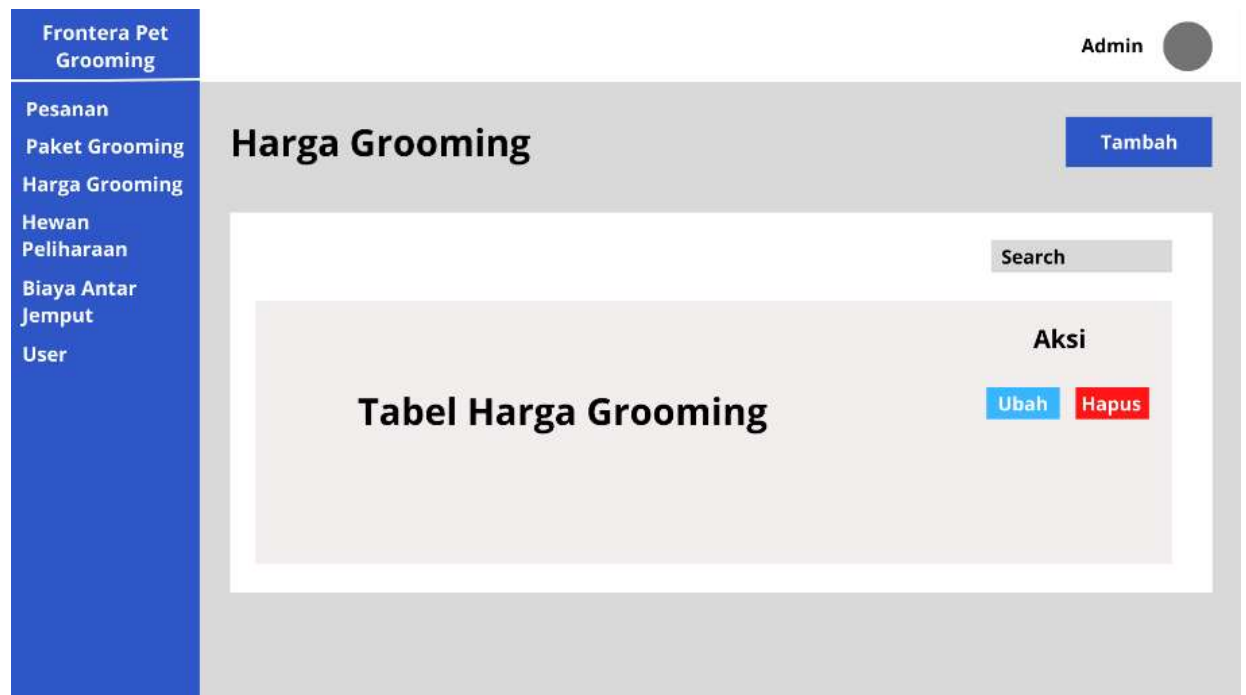 Frontera Pet
Grooming
Admin
Pesanan
Paket Grooming
Harga Grooming
Hewan
Peliharaan
Biaya Antar
Jemput
User
Harga Grooming
Tambah
Search
Aksi
Tabel Harga Grooming
Ubah
Hapus